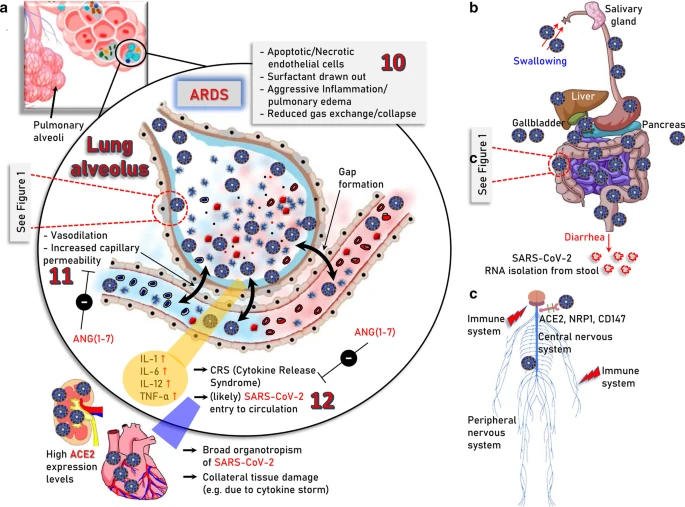 a
- Apoptotic/Necrotic
endothelial cells
- Surfactant drawn out
- Aggressive Inflammation/
pulmonary edema
- Reduced gas exchange/collapse
10
ARDS
Pulmonary
alveoli
Lung
alveolus
See Figure 1
Gap
formation
- Vasodilation
- Increased capillary
permeability
11
ANG(1-7)
ANG(1-7)
IL-1 ↑
IL-6 ↑
IL-12 ↑
TNF-α ↑
CRS (Cytokine Release
Syndrome)
(likely) SARS-CoV-2
entry to circulation
12
High ACE2
expression
levels
Broad organotropism
of SARS-CoV-2
Collateral tissue damage
(e.g. due to cytokine storm)
b
Salivary
gland
Swallowing
Liver
Gallbladder
Pancreas
c
See Figure 1
Diarrhea
SARS-CoV-2
RNA isolation from stool
c
Immune
system
ACE2, NRP1, CD147
Central nervous
system
Immune
system
Peripheral
nervous
system